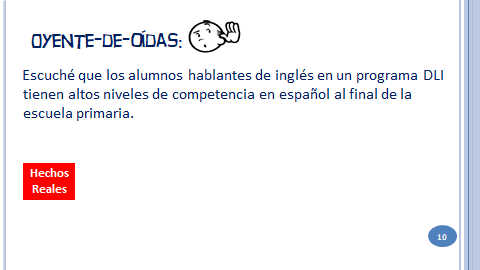 OYENTE-DE-OÍDAS:
Escuché que los alumnos hablantes de inglés en un programa DLI
tienen altos niveles de competencia en español al final de la
escuela primaria.
Hechos
Reales
10